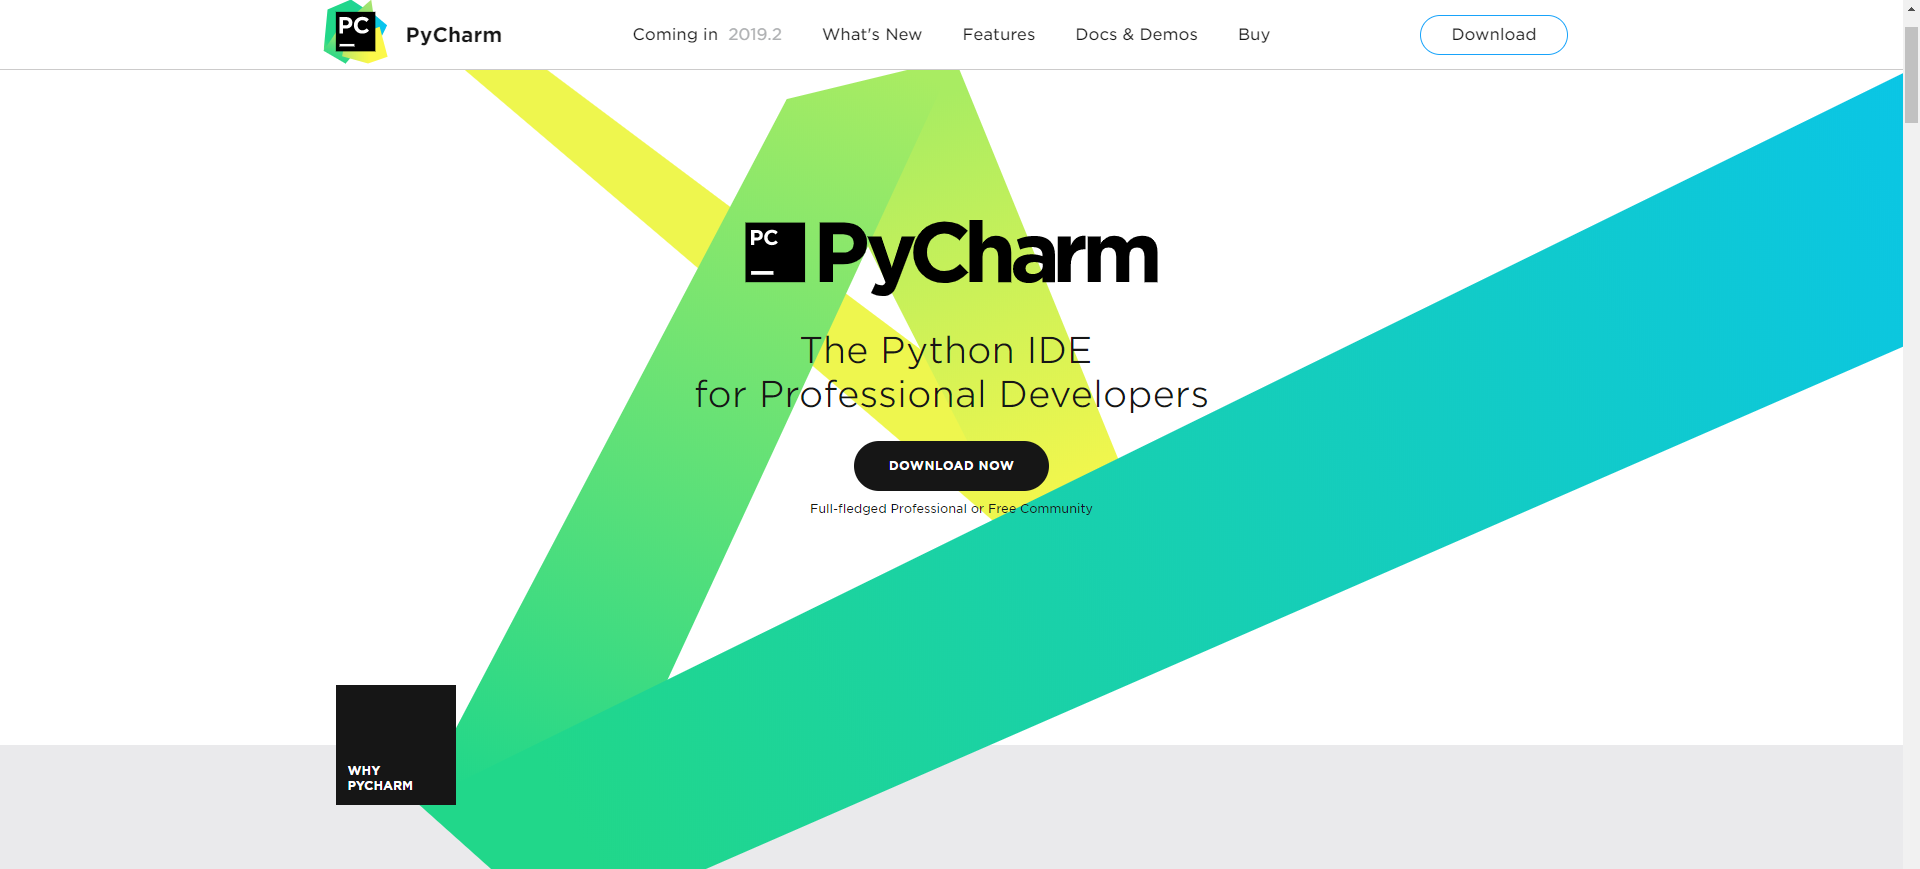 PC
PyCharm
Coming in 2019.2
What's New
Features
Docs & Demos
Buy
Download
PC
PyCharm
The Python IDE
for Professional Developers
DOWNLOAD NOW
Full-fledged Professional or Free Community
WHY
PYCHARM